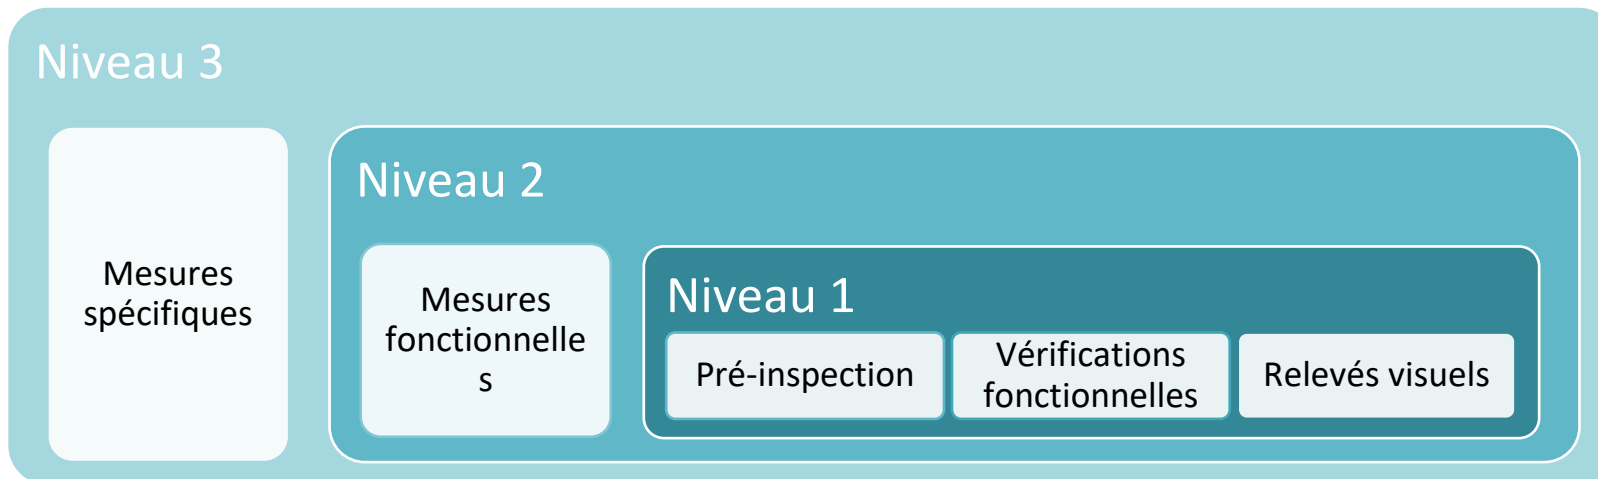 Niveau 3
Mesures
spécifiques
Niveau 2
Mesures
fonctionnelle
s
Niveau 1
Pré-inspection
Vérifications
fonctionnelles
Relevés visuels